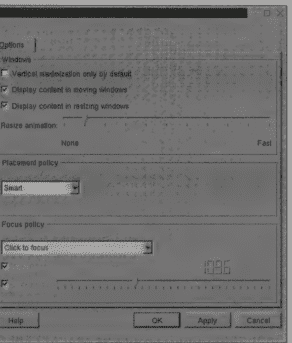 Options
Windows
Vertical maximization only by default
Display content in moving windows
Display content in resizing windows
Resize animation:
None Fast
Placement policy
Smart
Focus policy
Click to focus
Help OK Apply Cancel